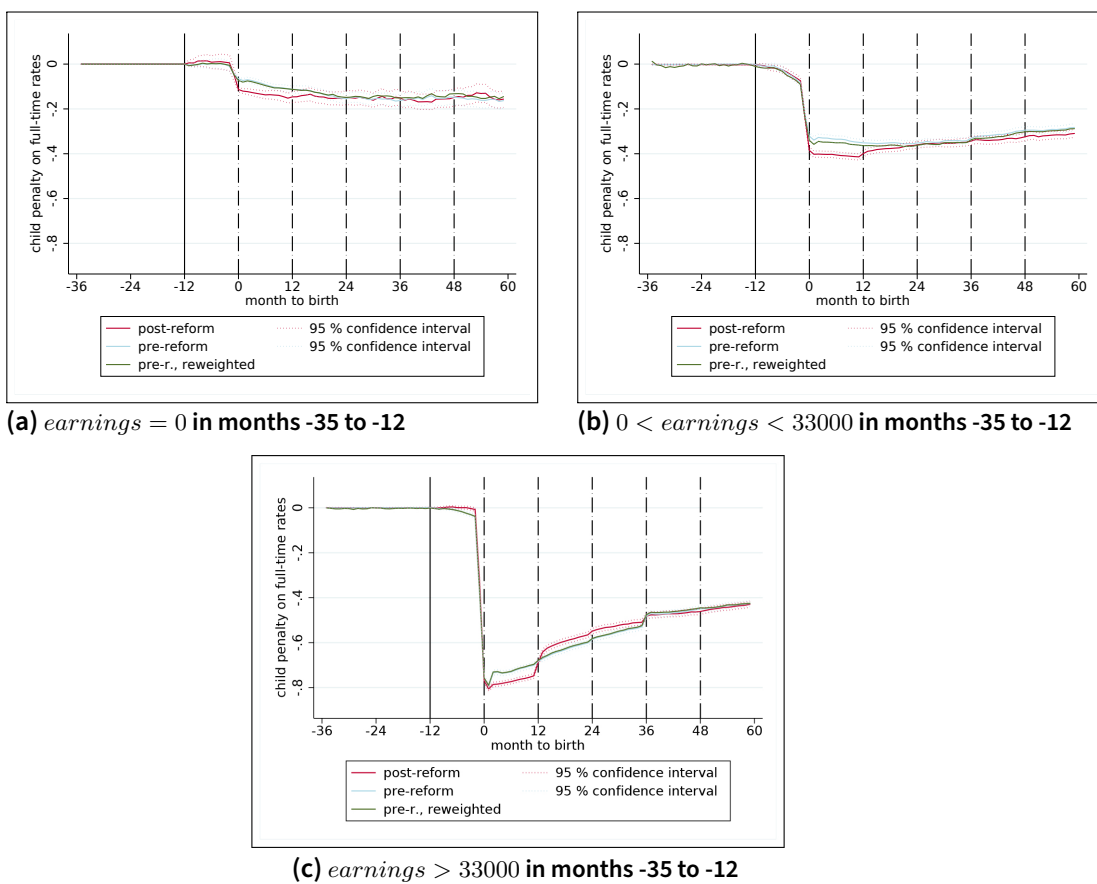 child penalty on full-time rates
0
-.2
-.4
-.6
-.8
-36 -24 -12 0 12 24 36 48 60
month to birth
post-reform 95 % confidence interval
pre-reform 95 % confidence interval
pre-r., reweighted
(a) earnings = 0 in months -35 to -12
child penalty on full-time rates
0
-.2
-.4
-.6
-.8
-36 -24 -12 0 12 24 36 48 60
month to birth
post-reform 95 % confidence interval
pre-reform 95 % confidence interval
pre-r., reweighted
(b) 0 < earnings < 33000 in months -35 to -12
child penalty on full-time rates
0
-.2
-.4
-.6
-.8
-36 -24 -12 0 12 24 36 48 60
month to birth
post-reform 95 % confidence interval
pre-reform 95 % confidence interval
pre-r., reweighted
(c) earnings > 33000 in months -35 to -12